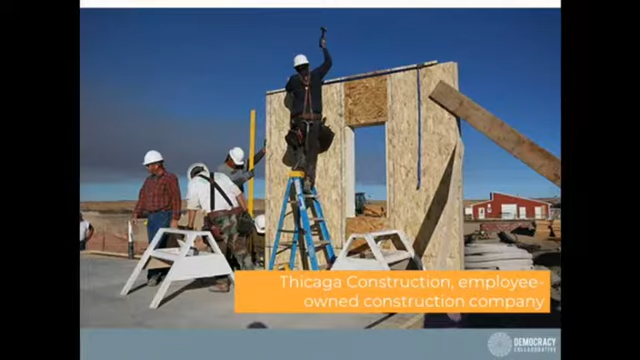 Thicaga Construction, employee-
owned construction company
DEMOCRACY
COLLABORATIVE